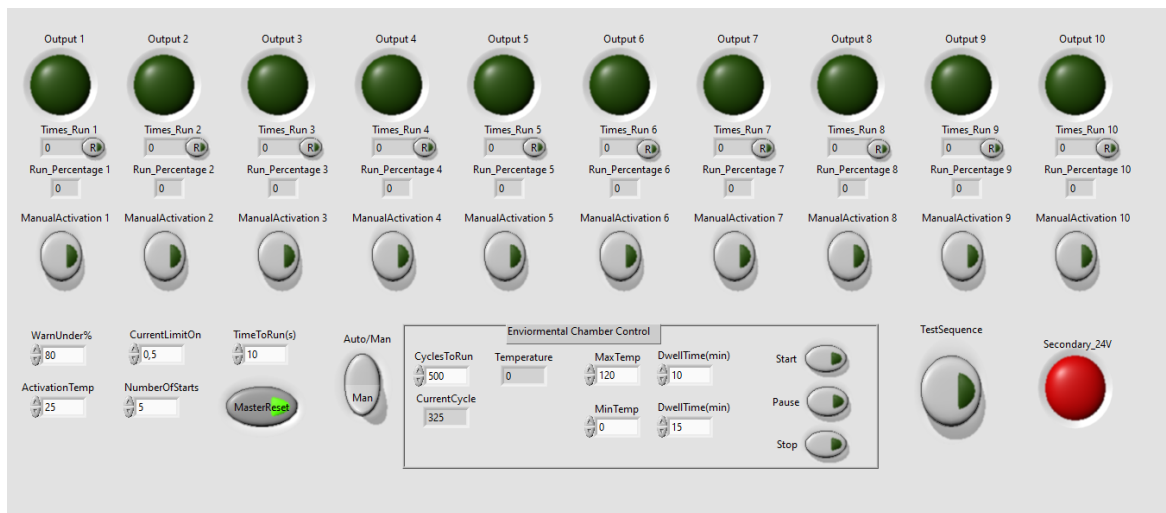 Output 1 Output 2 Output 3 Output 4 Output 5 Output 6 Output 7 Output 8 Output 9 Output 10
Times_Run 1 Times_Run 2 Times_Run 3 Times_Run 4 Times_Run 5 Times_Run 6 Times_Run 7 Times_Run 8 Times_Run 9 Times_Run 10
0 R 0 R 0 R 0 R 0 R 0 R 0 R 0 R 0 R 0 R
Run_Percentage 1 Run_Percentage 2 Run_Percentage 3 Run_Percentage 4 Run_Percentage 5 Run_Percentage 6 Run_Percentage 7 Run_Percentage 8 Run_Percentage 9 Run_Percentage 10
0 0 0 0 0 0 0 0 0 0
ManualActivation 1 ManualActivation 2 ManualActivation 3 ManualActivation 4 ManualActivation 5 ManualActivation 6 ManualActivation 7 ManualActivation 8 ManualActivation 9 ManualActivation 10
WarnUnder% CurrentLimitOn TimeToRun(s)
80 0,5 10
ActivationTemp NumberOfStarts
25 5 MasterReset
Auto/Man
Man
Enviormental Chamber Control
CyclesToRun Temperature MaxTemp DwellTime(min) Start
500 0 120 10
CurrentCycle MinTemp DwellTime(min) Pause
325 0 15
Stop
TestSequence
Secondary_24V